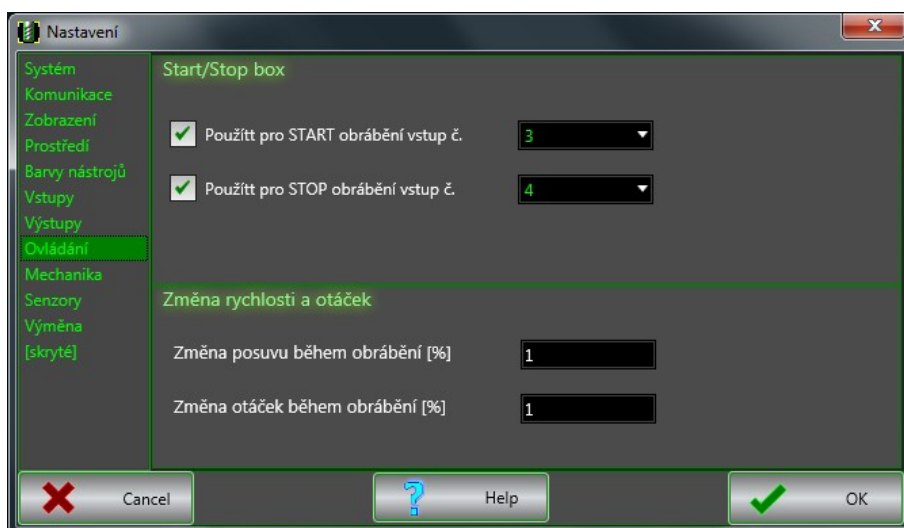 Nastavení
Systém
Komunikace
Zobrazení
Prostředí
Barvy nástrojů
Vstupy
Výstupy
Ovládání
Mechanika
Senzory
Výměna
[skryté]
Start/Stop box
Použítt pro START obrábění vstup č. 3
Použítt pro STOP obrábění vstup č. 4
Změna rychlosti a otáček
Změna posuvu během obrábění [%] 1
Změna otáček během obrábění [%] 1
Cancel Help OK